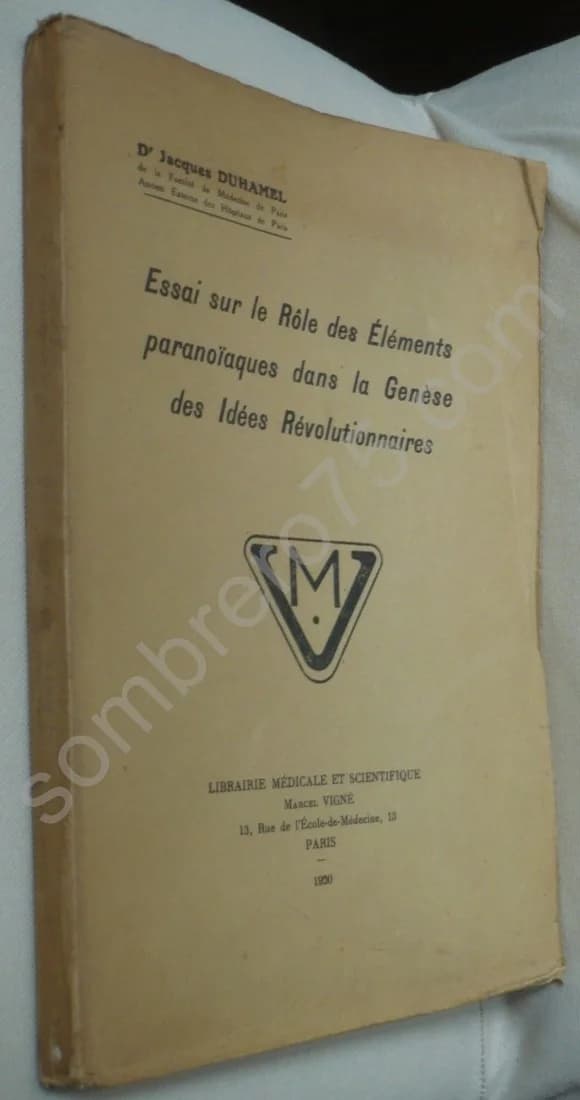 Dr Jacques DUHAMEL
de la Faculté de Médecine de Paris
Ancien Externe des Hôpitaux de Paris
Essai sur le Rôle des Éléments
paranoïaques dans la Genèse
des Idées Révolutionnaires
MV
LIBRAIRIE MÉDICALE ET SCIENTIFIQUE
MARCEL VIGNÉ
13, Rue de l'École-de-Médecine, 13
PARIS
1930
sombrero75.com